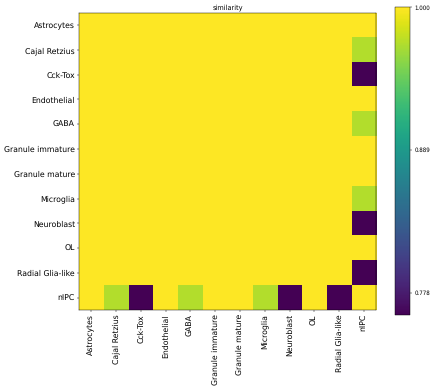 similarity
Astrocytes
Cajal Retzius
Cck-Tox
Endothelial
GABA
Granule immature
Granule mature
Microglia
Neuroblast
OL
Radial Glia-like
nIPC
Astrocytes
Cajal Retzius
Cck-Tox
Endothelial
GABA
Granule immature
Granule mature
Microglia
Neuroblast
OL
Radial Glia-like
nIPC
1.000
0.889
0.778